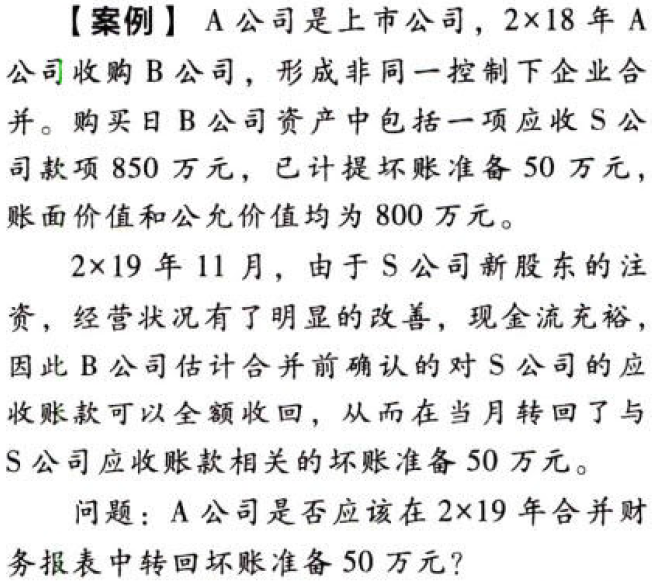 【案例】 A 公司是上市公司，2×18 年 A
公司收购 B 公司，形成非同一控制下企业合
并。购买日 B 公司资产中包括一项应收 S 公
司款项 850 万元，已计提坏账准备 50 万元，
账面价值和公允价值均为 800 万元。
2×19 年 11 月，由于 S 公司新股东的注
资，经营状况有了明显的改善，现金流充裕，
因此 B 公司估计合并前确认的对 S 公司的应
收账款可以全额收回，从而在当月转回了与
S 公司应收账款相关的坏账准备 50 万元。
问题：A 公司是否应该在 2×19 年合并财
务报表中转回坏账准备 50 万元？